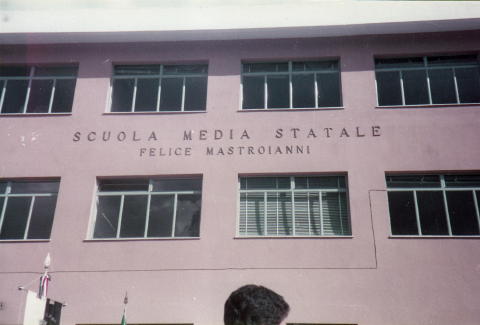 SCUOLA MEDIA STATALE
FELICE MASTROIANNI